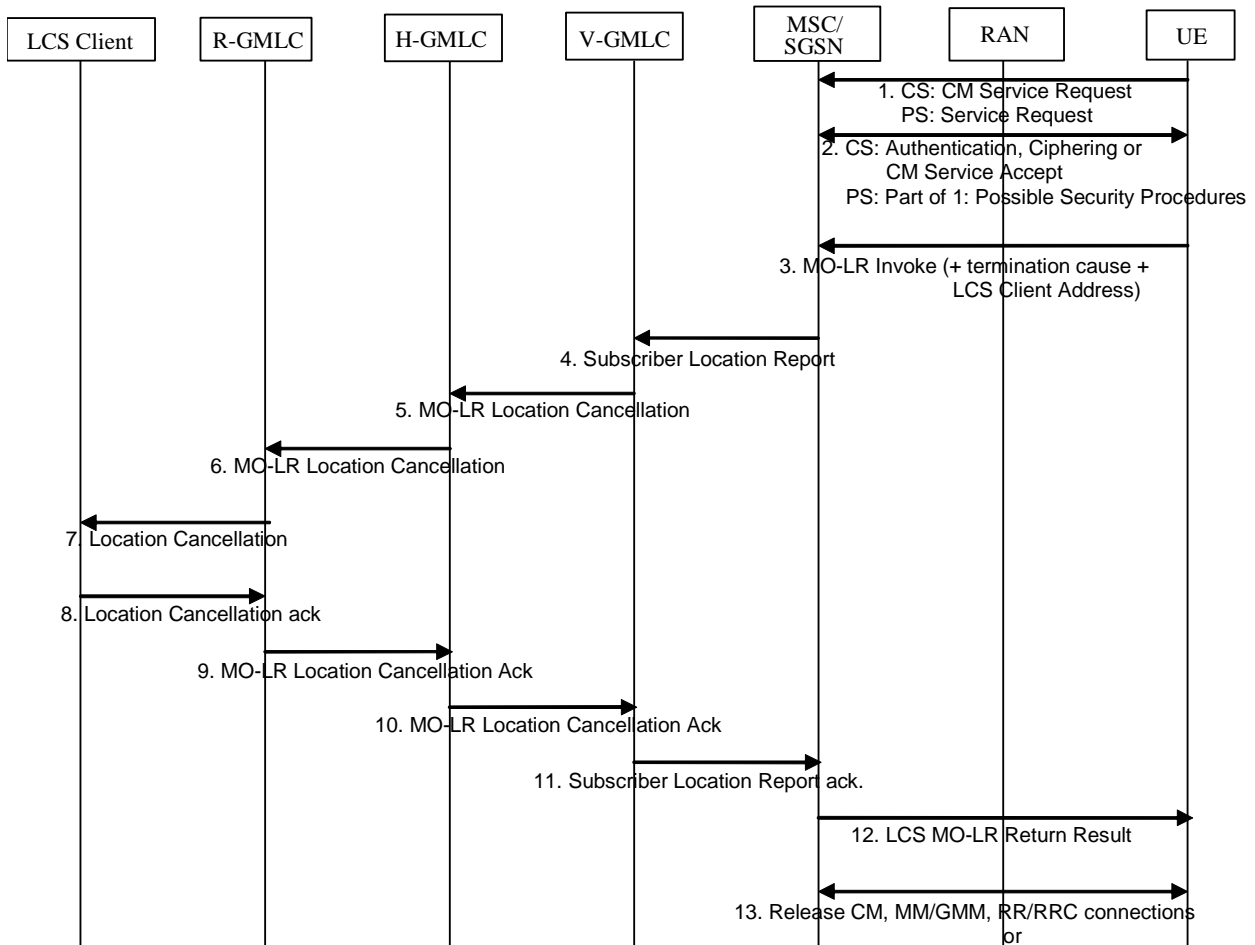 LCS Client
R-GMLC
H-GMLC
V-GMLC
MSC/
SGSN
RAN
UE
1. CS: CM Service Request
PS: Service Request
2. CS: Authentication, Ciphering or
CM Service Accept
PS: Part of 1: Possible Security Procedures
3. MO-LR Invoke (+ termination cause +
LCS Client Address)
4. Subscriber Location Report
5. MO-LR Location Cancellation
6. MO-LR Location Cancellation
7. Location Cancellation
8. Location Cancellation ack
9. MO-LR Location Cancellation Ack
10. MO-LR Location Cancellation Ack
11. Subscriber Location Report ack.
12. LCS MO-LR Return Result
13. Release CM, MM/GMM, RR/RRC connections
or